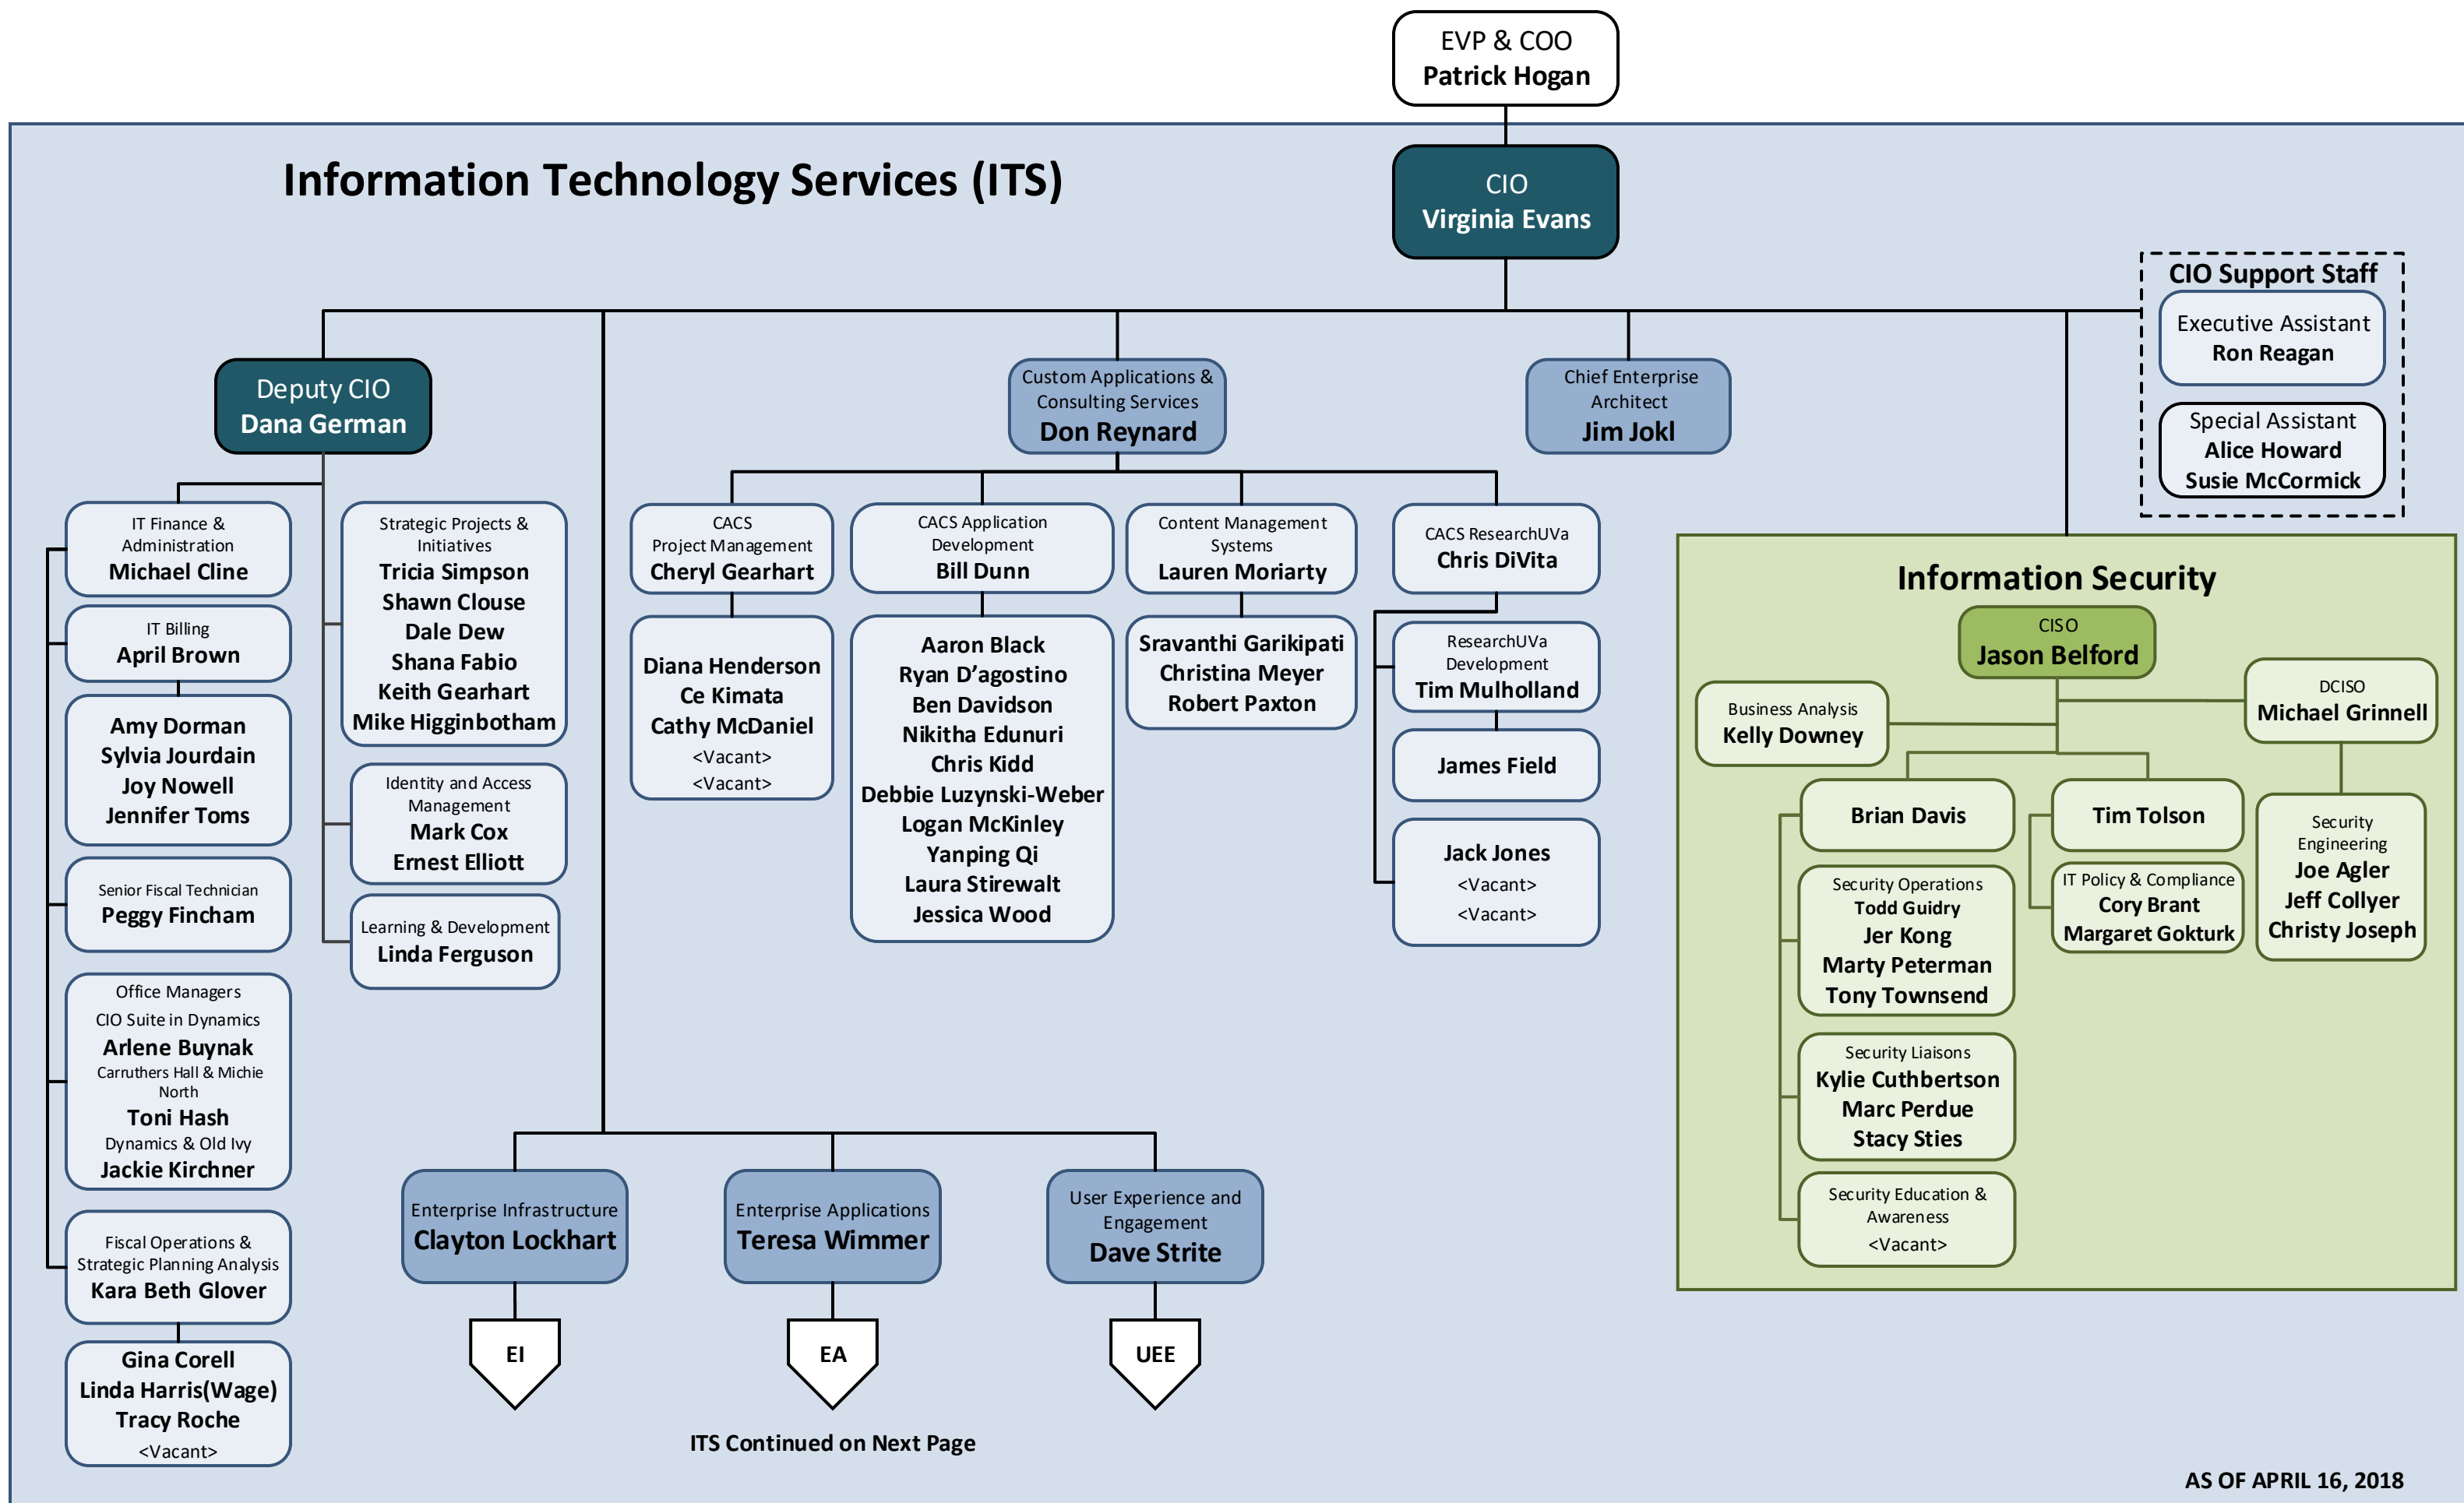 EVP & COO
Patrick Hogan
Information Technology Services (ITS)
CIO
Virginia Evans
CIO Support Staff
Executive Assistant
Ron Reagan
Special Assistant
Alice Howard
Susie McCormick
Deputy CIO
Dana German
Custom Applications &
Consulting Services
Don Reynard
Chief Enterprise
Architect
Jim Jokl
IT Finance &
Administration
Michael Cline
IT Billing
April Brown
Amy Dorman
Sylvia Jourdain
Joy Nowell
Jennifer Toms
Senior Fiscal Technician
Peggy Fincham
Office Managers
CIO Suite in Dynamics
Arlene Buynak
Carruthers Hall & Michie
North
Toni Hash
Dynamics & Old Ivy
Jackie Kirchner
Fiscal Operations &
Strategic Planning Analysis
Kara Beth Glover
Gina Corell
Linda Harris(Wage)
Tracy Roche
<Vacant>
Strategic Projects &
Initiatives
Tricia Simpson
Shawn Clouse
Dale Dew
Shana Fabio
Keith Gearhart
Mike Higginbotham
Identity and Access
Management
Mark Cox
Ernest Elliott
Learning & Development
Linda Ferguson
CACS
Project Management
Cheryl Gearhart
Diana Henderson
Ce Kimata
Cathy McDaniel
<Vacant>
<Vacant>
CACS Application
Development
Bill Dunn
Aaron Black
Ryan D’agostino
Ben Davidson
Nikitha Edunuri
Chris Kidd
Debbie Luzynski-Weber
Logan McKinley
Yanping Qi
Laura Stirewalt
Jessica Wood
Content Management
Systems
Lauren Moriarty
Sravanthi Garikipati
Christina Meyer
Robert Paxton
CACS ResearchUVa
Chris DiVita
ResearchUVa
Development
Tim Mulholland
James Field
Jack Jones
<Vacant>
<Vacant>
Information Security
CISO
Jason Belford
Business Analysis
Kelly Downey
DCISO
Michael Grinnell
Brian Davis
Security Operations
Todd Guidry
Jer Kong
Marty Peterman
Tony Townsend
Security Liaisons
Kylie Cuthbertson
Marc Perdue
Stacy Sties
Security Education &
Awareness
<Vacant>
Tim Tolson
IT Policy & Compliance
Cory Brant
Margaret Gokturk
Security
Engineering
Joe Agler
Jeff Collyer
Christy Joseph
Enterprise Infrastructure
Clayton Lockhart
EI
Enterprise Applications
Teresa Wimmer
EA
User Experience and
Engagement
Dave Strite
UEE
ITS Continued on Next Page
AS OF APRIL 16, 2018